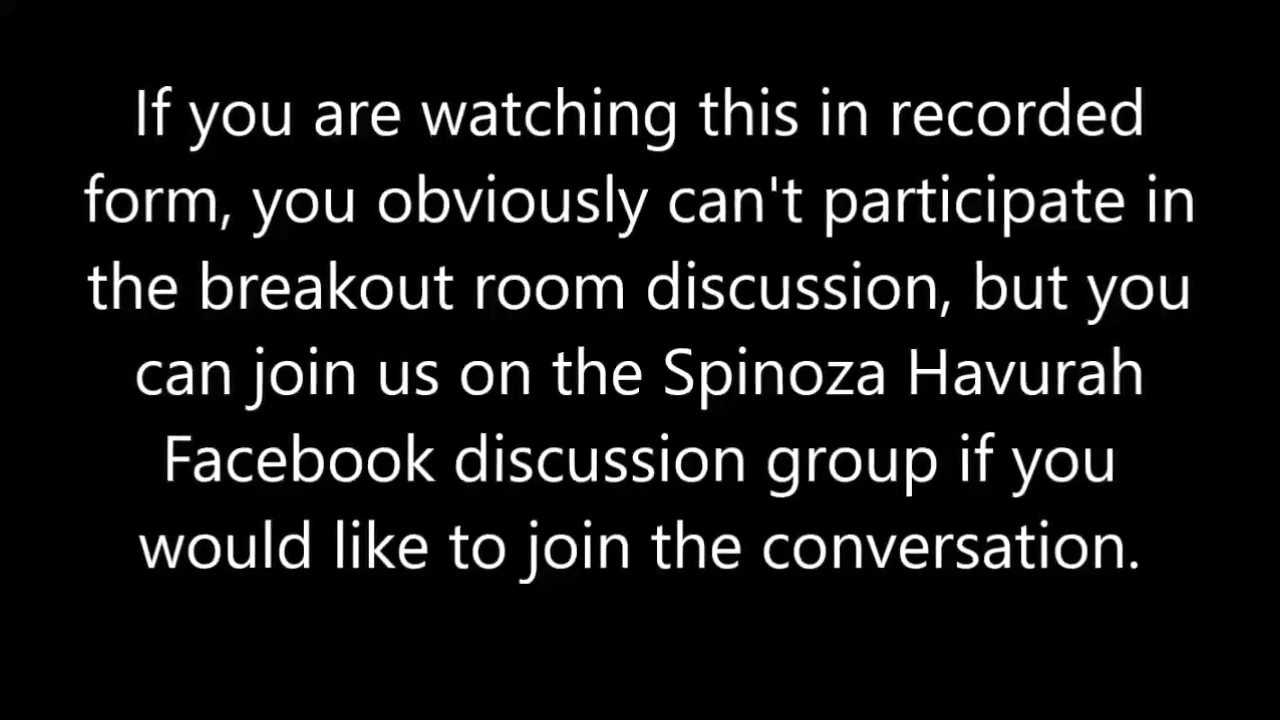 If you are watching this in recorded
form, you obviously can't participate in
the breakout room discussion, but you
can join us on the Spinoza Havurah
Facebook discussion group if you
would like to join the conversation.